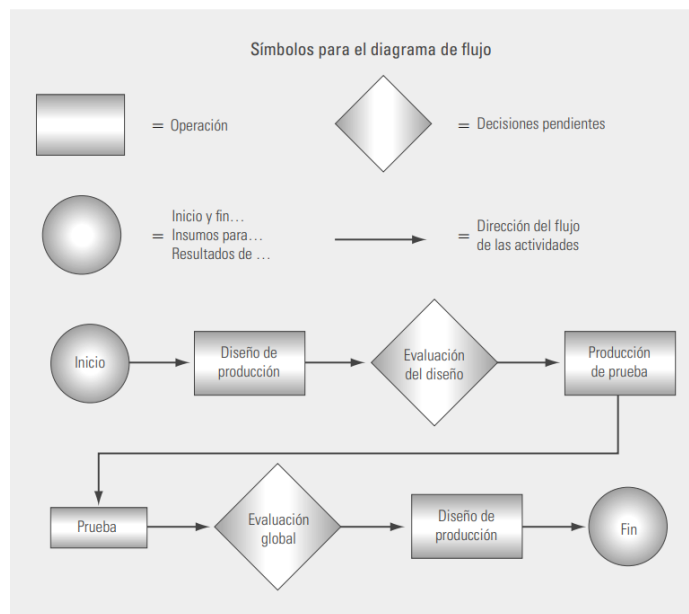 Símbolos para el diagrama de flujo
= Operación
= Decisiones pendientes
Inicio y fin…
= Insumos para…
Resultados de …
= Dirección del flujo
de las actividades
Inicio
Diseño de
producción
Evaluación
del diseño
Producción
de prueba
Prueba
Evaluación
global
Diseño de
producción
Fin